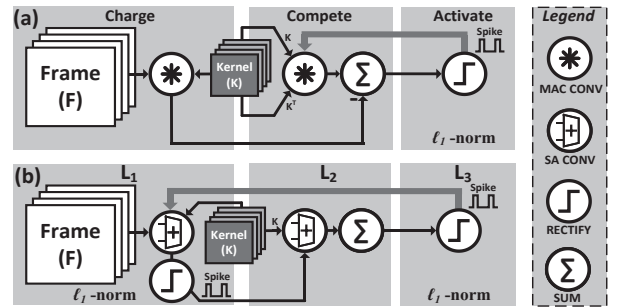 (a) Charge Compete Activate
Frame
(F)
Kernel
(K)
K
Kᵀ
Spike
ℓ₁ -norm
(b) L₁ L₂ L₃
Frame
(F)
Kernel
(K)
K
Spike
Spike
ℓ₁ -norm
ℓ₁ -norm
Legend
MAC CONV
SA CONV
RECTIFY
SUM